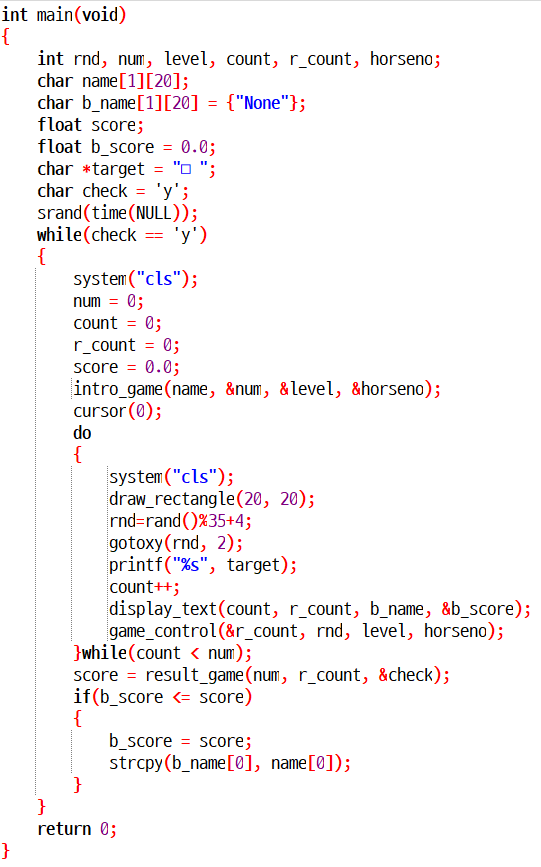 int main(void)
{
    int rnd, num, level, count, r_count, horseno;
    char name[1][20];
    char b_name[1][20] = {"None"};
    float score;
    float b_score = 0.0;
    char *target = "□ ";
    char check = 'y';
    srand(time(NULL));
    while(check == 'y')
    {
        system("cls");
        num = 0;
        count = 0;
        r_count = 0;
        score = 0.0;
        intro_game(name, &num, &level, &horseno);
        cursor(0);
        do
        {
            system("cls");
            draw_rectangle(20, 20);
            rnd=rand()%35+4;
            gotoxy(rnd, 2);
            printf("%s", target);
            count++;
            display_text(count, r_count, b_name, &b_score);
            game_control(&r_count, rnd, level, horseno);
        }while(count < num);
        score = result_game(num, r_count, &check);
        if(b_score <= score)
        {
            b_score = score;
            strcpy(b_name[0], name[0]);
        }
    }
    return 0;
}